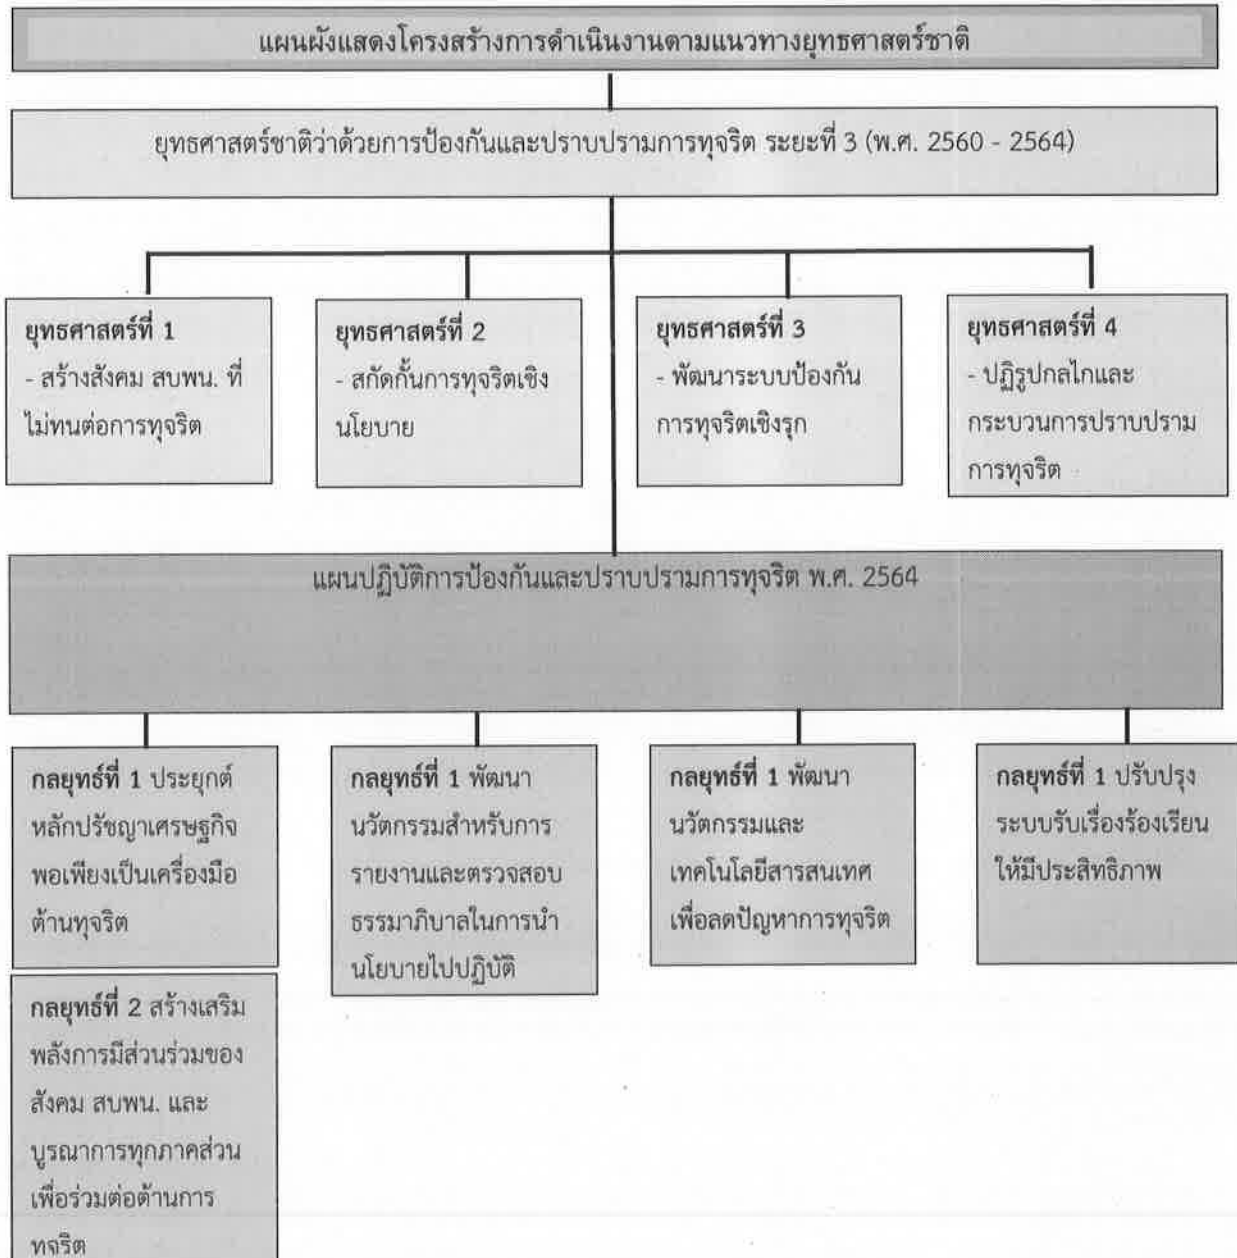 แผนผังแสดงโครงสร้างการดำเนินงานตามแนวทางยุทธศาสตร์ชาติ
ยุทธศาสตร์ชาติว่าด้วยการป้องกันและปราบปรามการทุจริต ระยะที่ 3 (พ.ศ. 2560 - 2564)
ยุทธศาสตร์ที่ 1
- สร้างสังคม สบพน. ที่
ไม่ทนต่อการทุจริต
ยุทธศาสตร์ที่ 2
- สกัดกั้นการทุจริตเชิง
นโยบาย
ยุทธศาสตร์ที่ 3
- พัฒนาระบบป้องกัน
การทุจริตเชิงรุก
ยุทธศาสตร์ที่ 4
- ปฏิรูปกลไกและ
กระบวนการปราบปราม
การทุจริต
แผนปฏิบัติการป้องกันและปราบปรามการทุจริต พ.ศ. 2564
กลยุทธ์ที่ 1 ประยุกต์
หลักปรัชญาเศรษฐกิจ
พอเพียงเป็นเครื่องมือ
ต้านทุจริต
กลยุทธ์ที่ 2 สร้างเสริม
พลังการมีส่วนร่วมของ
สังคม สบพน. และ
บูรณาการทุกภาคส่วน
เพื่อร่วมต่อต้านการ
ทุจริต
กลยุทธ์ที่ 1 พัฒนา
นวัตกรรมสำหรับการ
รายงานและตรวจสอบ
ธรรมาภิบาลในการนำ
นโยบายไปปฏิบัติ
กลยุทธ์ที่ 1 พัฒนา
นวัตกรรมและ
เทคโนโลยีสารสนเทศ
เพื่อลดปัญหาการทุจริต
กลยุทธ์ที่ 1 ปรับปรุง
ระบบรับเรื่องร้องเรียน
ให้มีประสิทธิภาพ